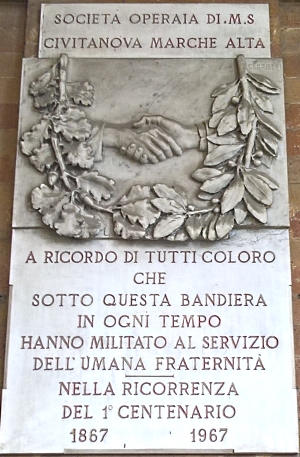 SOCIETÀ OPERAIA DI.M.S
CIVITANOVA MARCHE ALTA
A RICORDO DI TUTTI COLORO
CHE
SOTTO QUESTA BANDIERA
IN OGNI TEMPO
HANNO MILITATO AL SERVIZIO
DELL'UMANA FRATERNITÀ
NELLA RICORRENZA
DEL 1° CENTENARIO
1867 1967